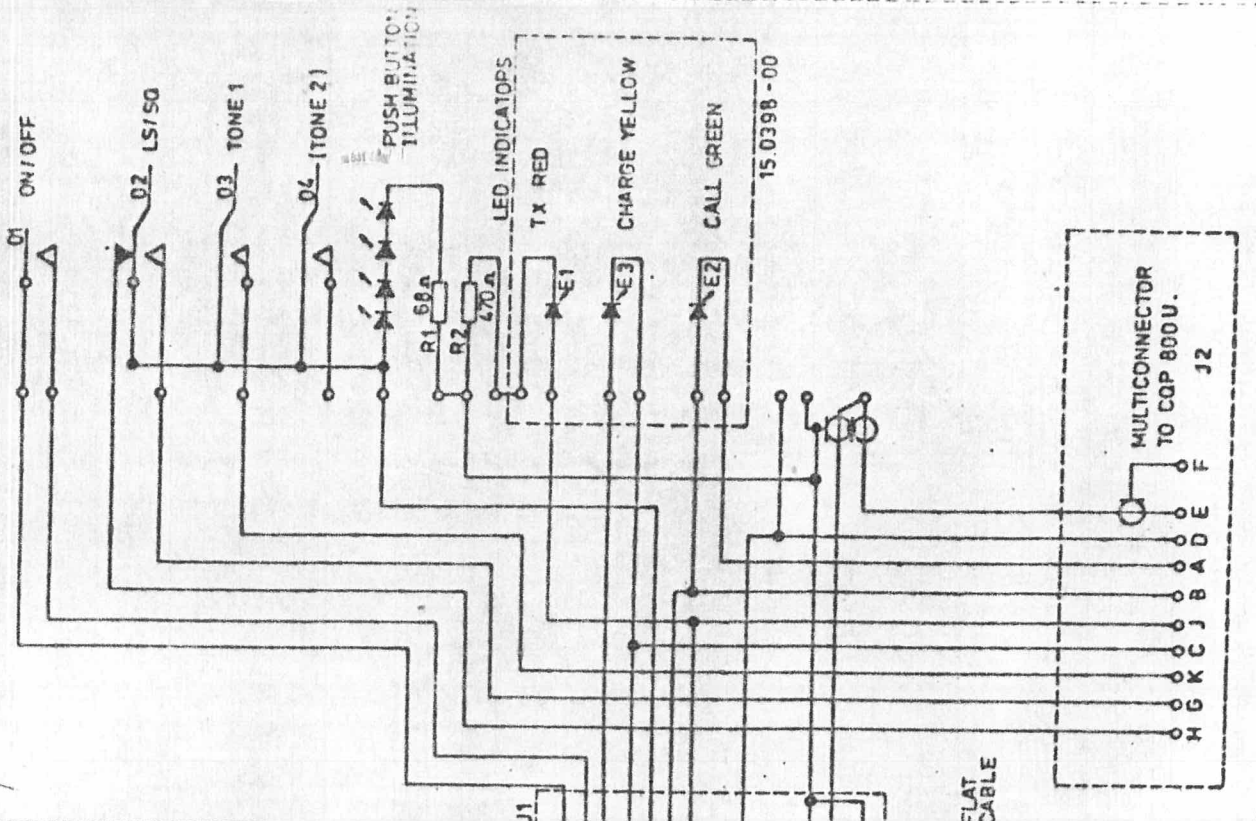 ON/OFF
01
LS/SQ
02
TONE 1
03
(TONE 2)
04
PUSH BUTTON
ILLUMINATION
R1
68Ω
R2
470Ω
LED INDICATORS
TX RED
E1
CHARGE YELLOW
E3
CALL GREEN
E2
15.0398-00
MULTICONNECTOR
TO CQP 800U.
J2
F
E
D
A
B
J
C
K
G
H
J1
FLAT
CABLE